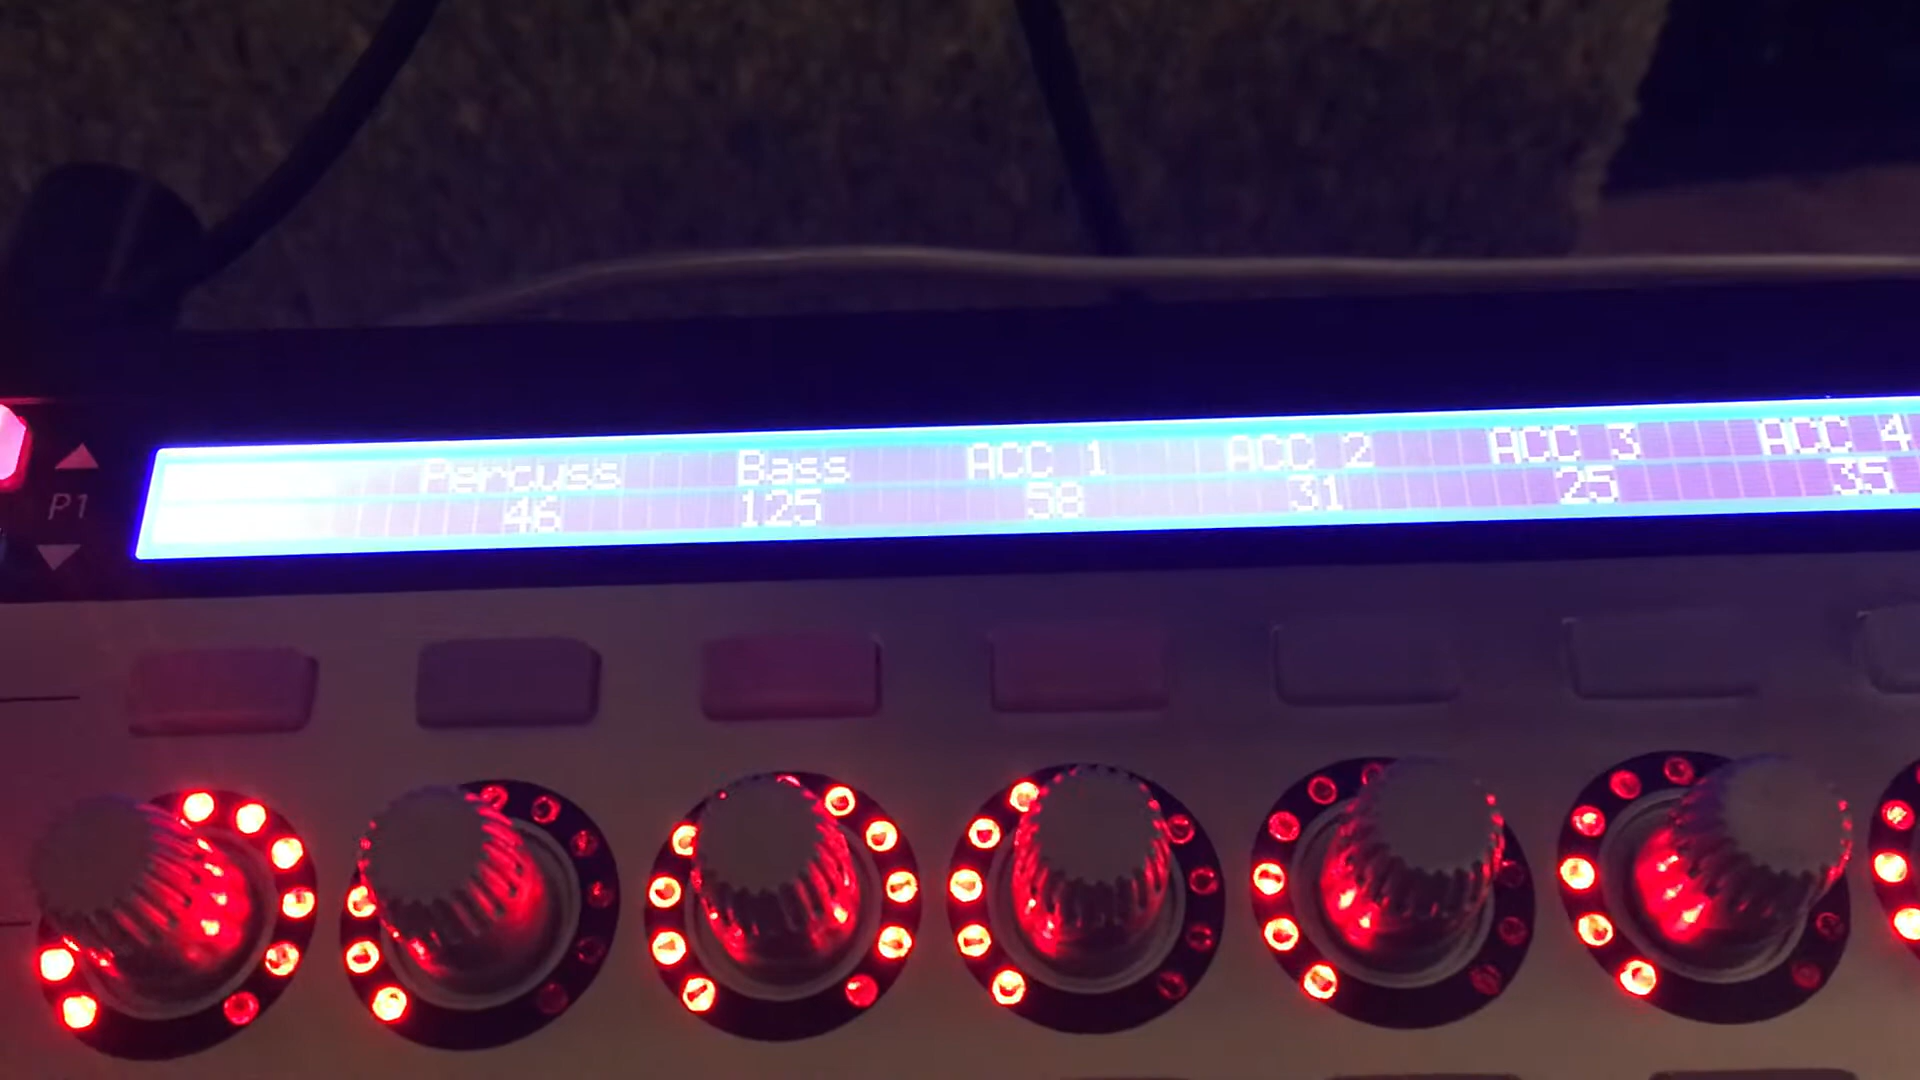 Percuss Bass ACC 1 ACC 2 ACC 3 ACC 4
46 125 58 31 25 35
P1